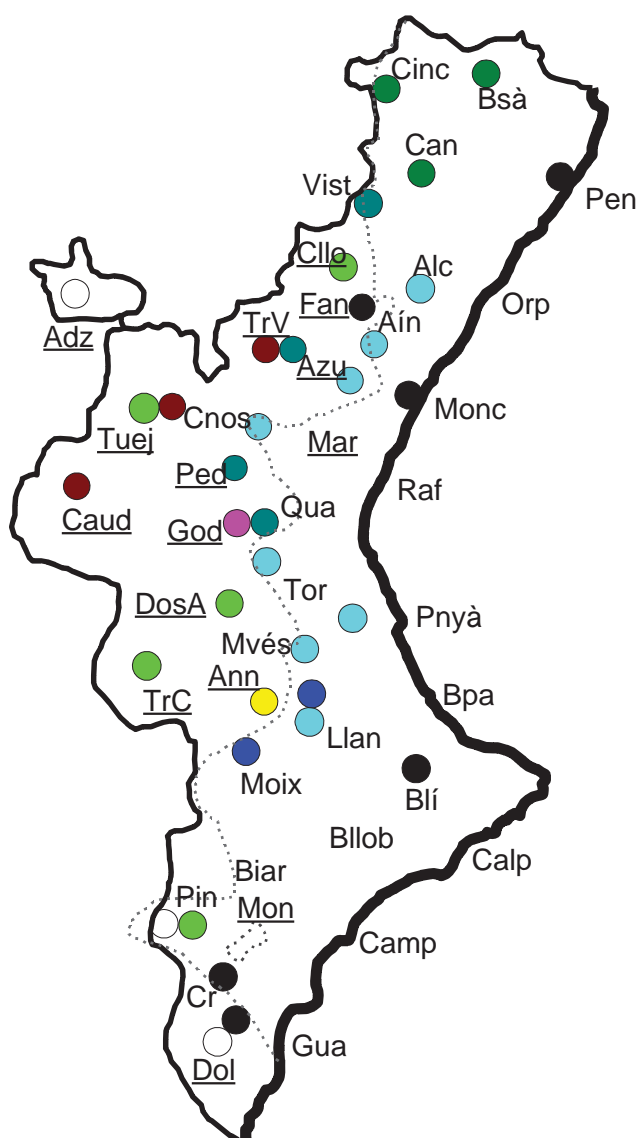 Cinc
Bsà
Can
Vist
Pen
Cllo
Alc
Fan
Orp
Adz
TrV
Aín
Azu
Monc
Cnos
Tuej
Mar
Ped
Raf
Caud
God
Qua
Tor
DosA
Pnyà
Mvés
Ann
TrC
Bpa
Llan
Moix
Blí
Bllob
Calp
Biar
Pin
Mon
Camp
Cr
Gua
Dol